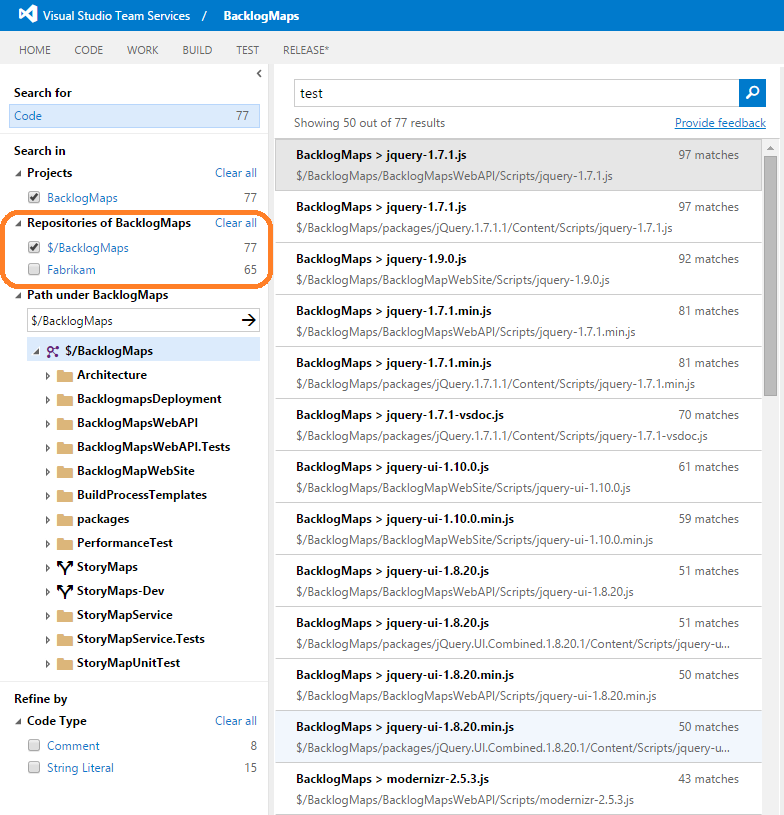 Visual Studio Team Services / BacklogMaps
HOME CODE WORK BUILD TEST RELEASE*
Search for
Code 77
Search in
Projects Clear all
BacklogMaps 77
Repositories of BacklogMaps Clear all
$/BacklogMaps 77
Fabrikam 65
Path under BacklogMaps
$/BacklogMaps
$/BacklogMaps
Architecture
BacklogmapsDeployment
BacklogMapsWebAPI
BacklogMapsWebAPI.Tests
BacklogMapWebSite
BuildProcessTemplates
packages
PerformanceTest
StoryMaps
StoryMaps-Dev
StoryMapService
StoryMapService.Tests
StoryMapUnitTest
Refine by
Code Type Clear all
Comment 8
String Literal 15
test
Showing 50 out of 77 results Provide feedback
BacklogMaps > jquery-1.7.1.js 97 matches
$/BacklogMaps/BacklogMapsWebAPI/Scripts/jquery-1.7.1.js
BacklogMaps > jquery-1.7.1.js 97 matches
$/BacklogMaps/packages/jQuery.1.7.1.1/Content/Scripts/jquery-1.7.1.js
BacklogMaps > jquery-1.9.0.js 92 matches
$/BacklogMaps/BacklogMapWebSite/Scripts/jquery-1.9.0.js
BacklogMaps > jquery-1.7.1.min.js 81 matches
$/BacklogMaps/BacklogMapsWebAPI/Scripts/jquery-1.7.1.min.js
BacklogMaps > jquery-1.7.1.min.js 81 matches
$/BacklogMaps/packages/jQuery.1.7.1.1/Content/Scripts/jquery-1.7.1.min.js
BacklogMaps > jquery-1.7.1-vsdoc.js 70 matches
$/BacklogMaps/packages/jQuery.1.7.1.1/Content/Scripts/jquery-1.7.1-vsdoc.js
BacklogMaps > jquery-ui-1.10.0.js 61 matches
$/BacklogMaps/BacklogMapWebSite/Scripts/jquery-ui-1.10.0.js
BacklogMaps > jquery-ui-1.10.0.min.js 59 matches
$/BacklogMaps/BacklogMapWebSite/Scripts/jquery-ui-1.10.0.min.js
BacklogMaps > jquery-ui-1.8.20.js 51 matches
$/BacklogMaps/BacklogMapsWebAPI/Scripts/jquery-ui-1.8.20.js
BacklogMaps > jquery-ui-1.8.20.js 51 matches
$/BacklogMaps/packages/jQuery.UI.Combined.1.8.20.1/Content/Scripts/jquery-u...
BacklogMaps > jquery-ui-1.8.20.min.js 50 matches
$/BacklogMaps/BacklogMapsWebAPI/Scripts/jquery-ui-1.8.20.min.js
BacklogMaps > jquery-ui-1.8.20.min.js 50 matches
$/BacklogMaps/packages/jQuery.UI.Combined.1.8.20.1/Content/Scripts/jquery-u...
BacklogMaps > modernizr-2.5.3.js 43 matches
$/BacklogMaps/BacklogMapsWebAPI/Scripts/modernizr-2.5.3.js